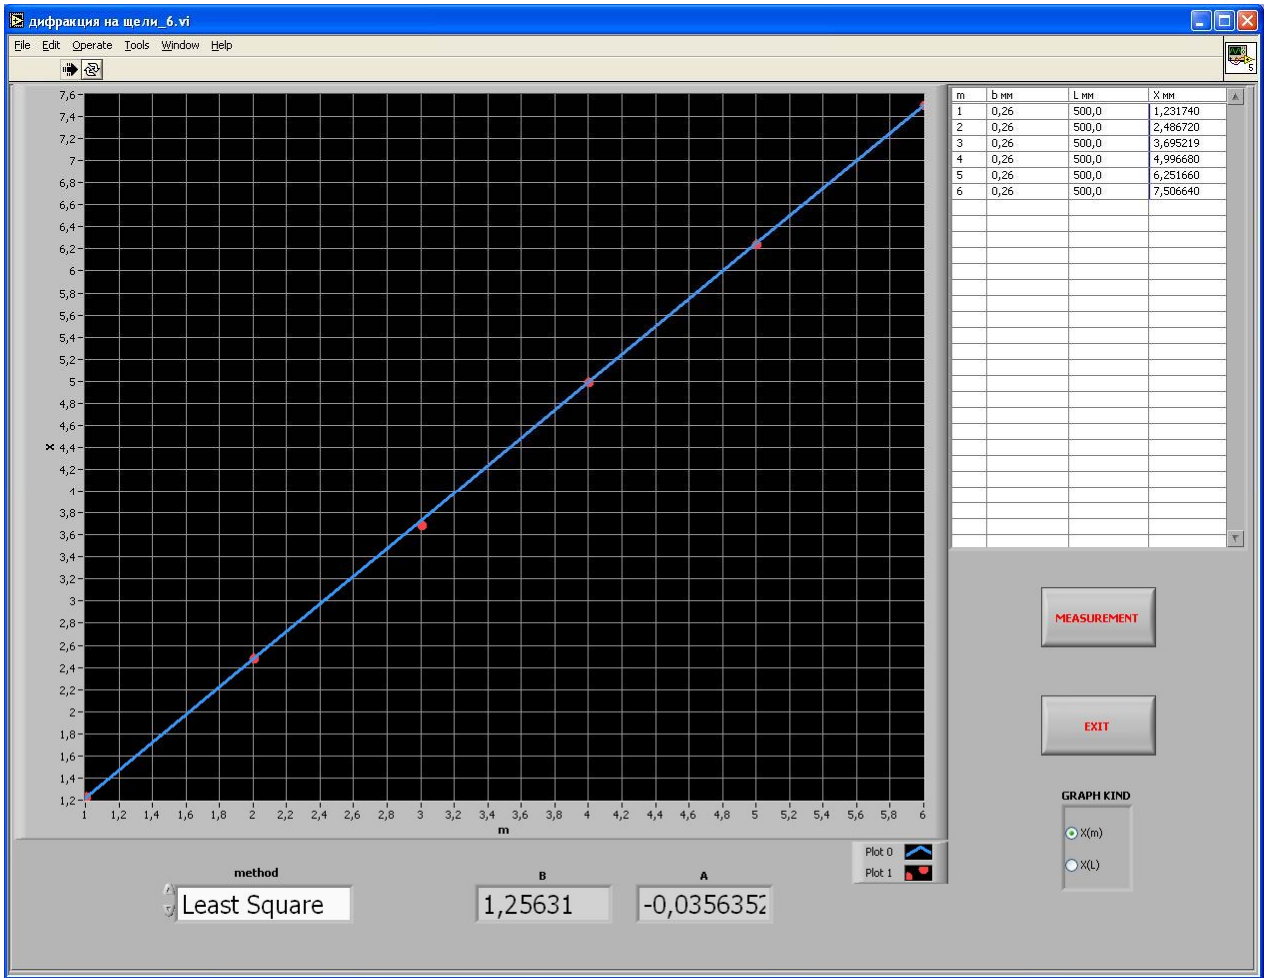 дифракция на щели_6.vi
File Edit Operate Tools Window Help
5
7,6
7,4
7,2
7
6,8
6,6
6,4
6,2
6
5,8
5,6
5,4
5,2
5
4,8
4,6
4,4
4,2
4
3,8
3,6
3,4
3,2
3
2,8
2,6
2,4
2,2
2
1,8
1,6
1,4
1,2
x
1 1,2 1,4 1,6 1,8 2 2,2 2,4 2,6 2,8 3 3,2 3,4 3,6 3,8 4 4,2 4,4 4,6 4,8 5 5,2 5,4 5,6 5,8 6
m
m b мм L мм X мм
1 0,26 500,0 1,231740
2 0,26 500,0 2,486720
3 0,26 500,0 3,695219
4 0,26 500,0 4,996680
5 0,26 500,0 6,251660
6 0,26 500,0 7,506640
MEASUREMENT
EXIT
GRAPH KIND
X(m)
X(L)
Plot 0
Plot 1
method
Least Square
B
1,25631
A
-0,0356352